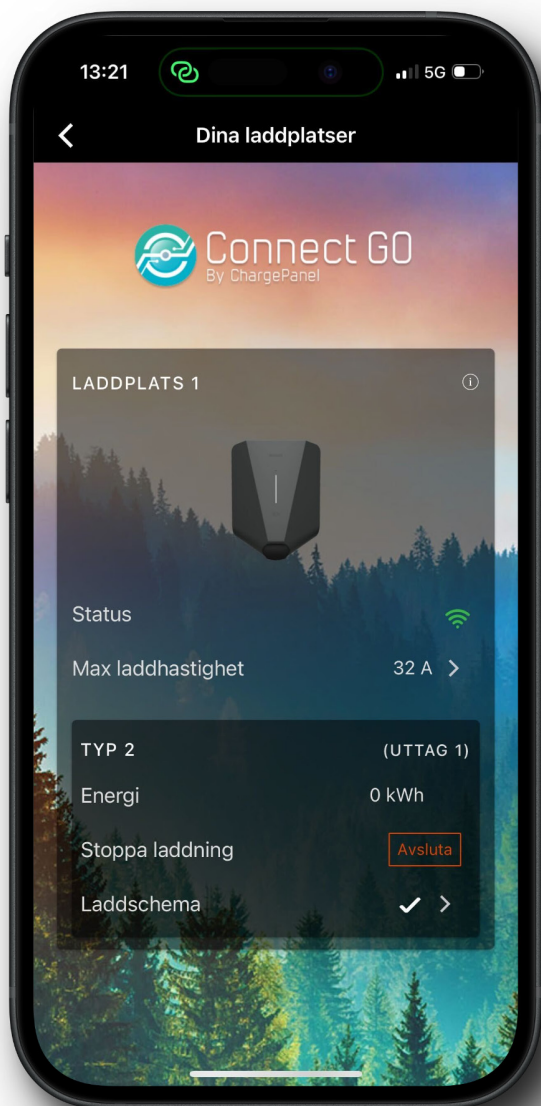 13:21
5G
Dina laddplatser
Connect GO
By ChargePanel
LADDPLATS 1
Status
Max laddhastighet 32 A
TYP 2 (UTTAG 1)
Energi 0 kWh
Stoppa laddning Avsluta
Laddschema